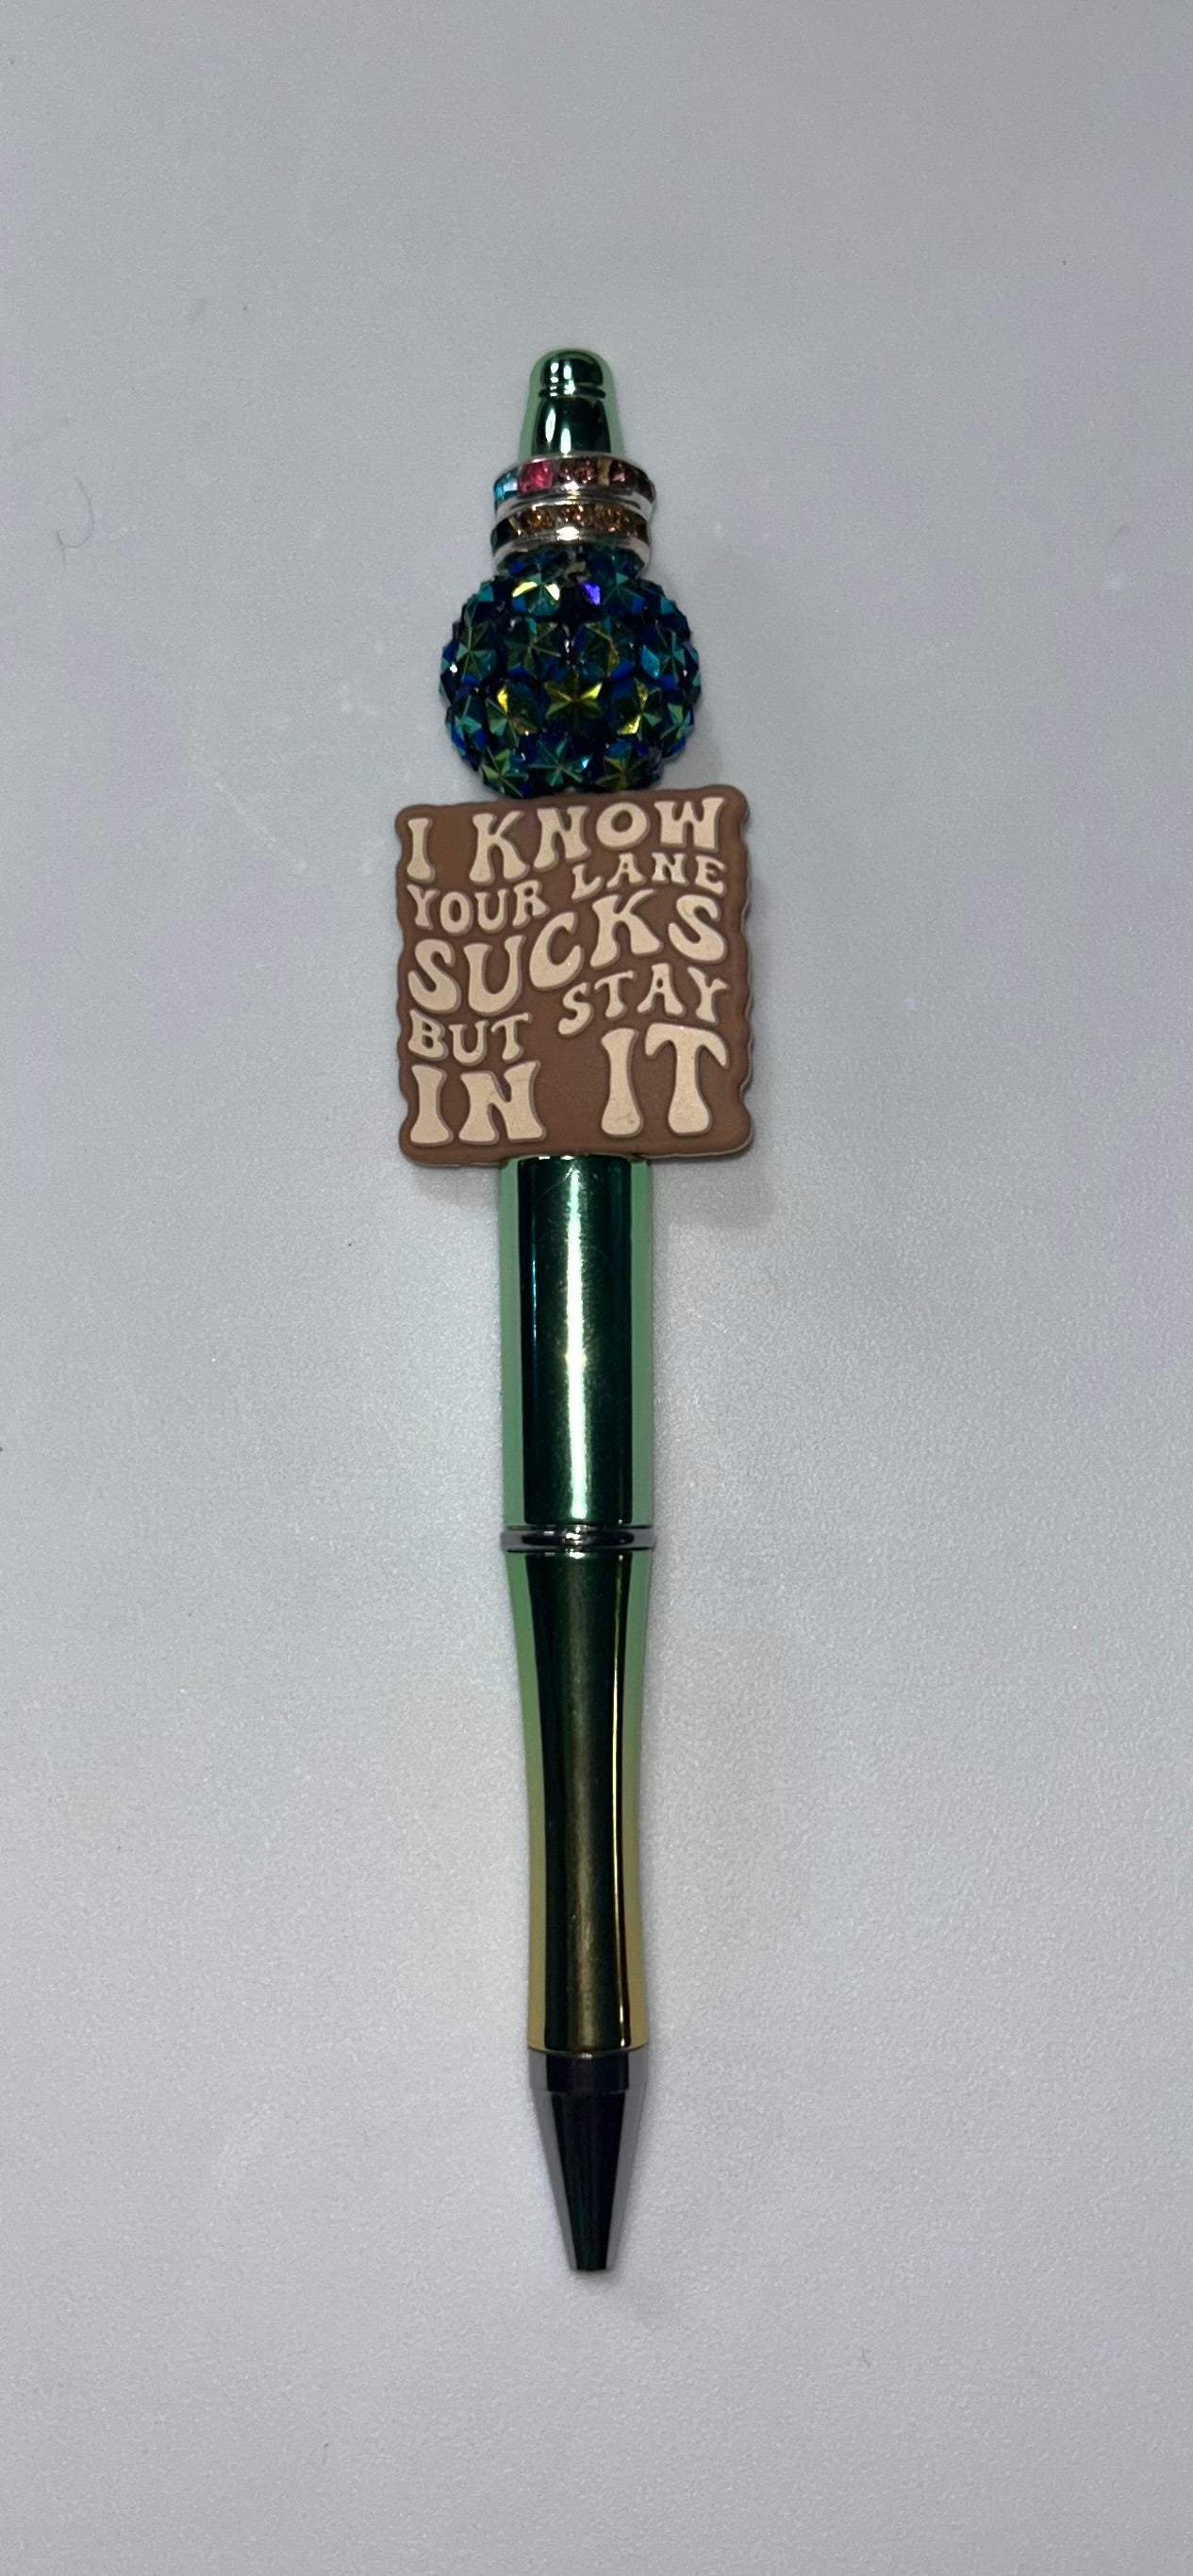 I KNOW
YOUR LANE
SUCKS
BUT STAY
IN IT